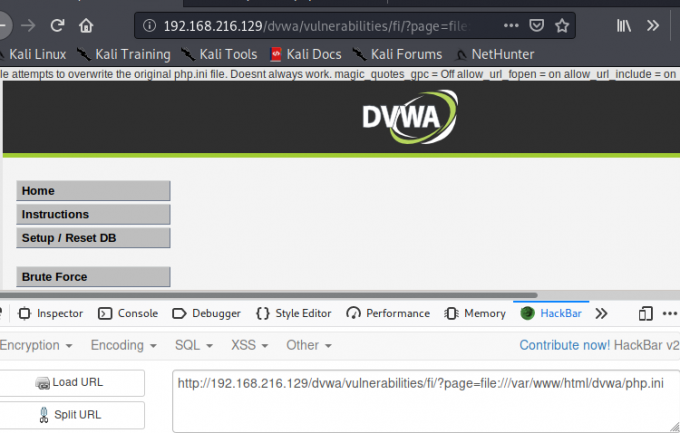 192.168.216.129/dvwa/vulnerabilities/fi/?page=file:
Kali Linux Kali Training Kali Tools Kali Docs Kali Forums NetHunter
le attempts to overwrite the original php.ini file. Doesnt always work. magic_quotes_gpc = Off allow_url_fopen = on allow_url_include = on
DVWA
Home
Instructions
Setup / Reset DB
Brute Force
Inspector Console Debugger {} Style Editor Performance Memory HackBar
Encryption Encoding SQL XSS Other Contribute now! HackBar v2
Load URL
Split URL
http://192.168.216.129/dvwa/vulnerabilities/fi/?page=file:///var/www/html/dvwa/php.ini